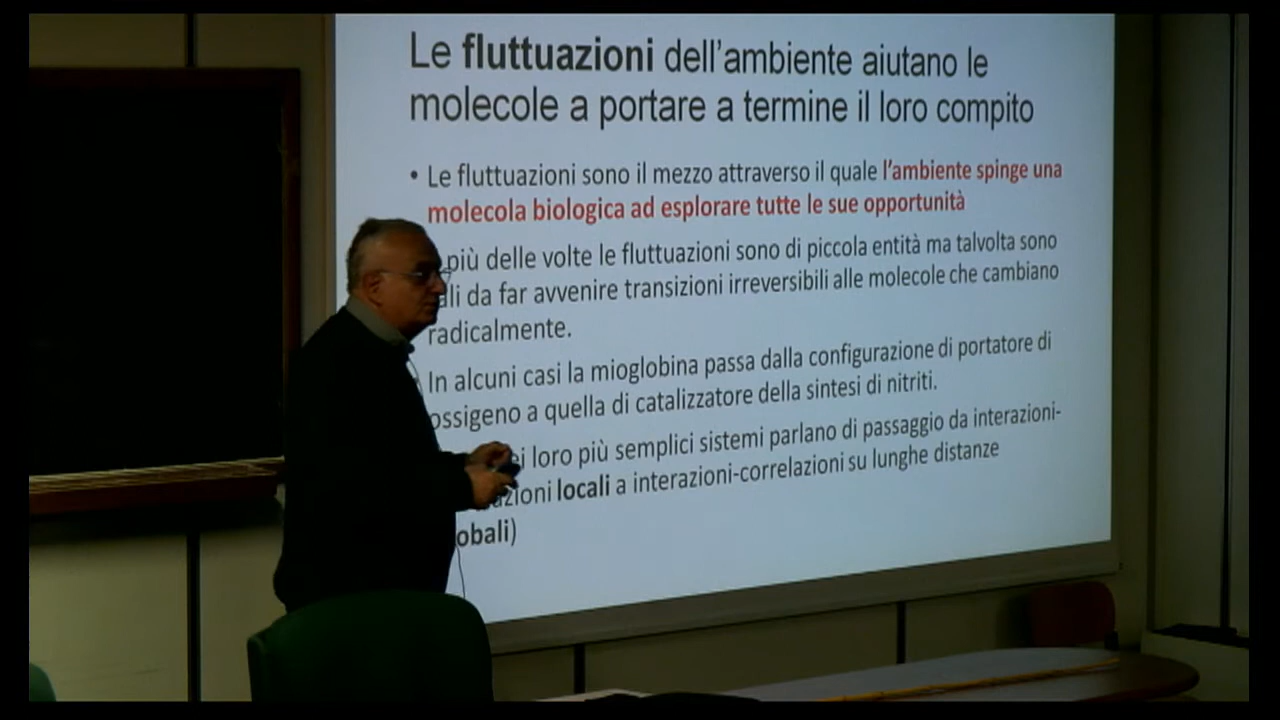 Le fluttuazioni dell'ambiente aiutano le
molecole a portare a termine il loro compito
• Le fluttuazioni sono il mezzo attraverso il quale l'ambiente spinge una
molecola biologica ad esplorare tutte le sue opportunità
più delle volte le fluttuazioni sono di piccola entità ma talvolta sono
da far avvenire transizioni irreversibili alle molecole che cambiano
radicalmente.
In alcuni casi la mioglobina passa dalla configurazione di portatore di
ossigeno a quella di catalizzatore della sintesi di nitriti.
loro più semplici sistemi parlano di passaggio da interazioni-
locali a interazioni-correlazioni su lunghe distanze
obali)